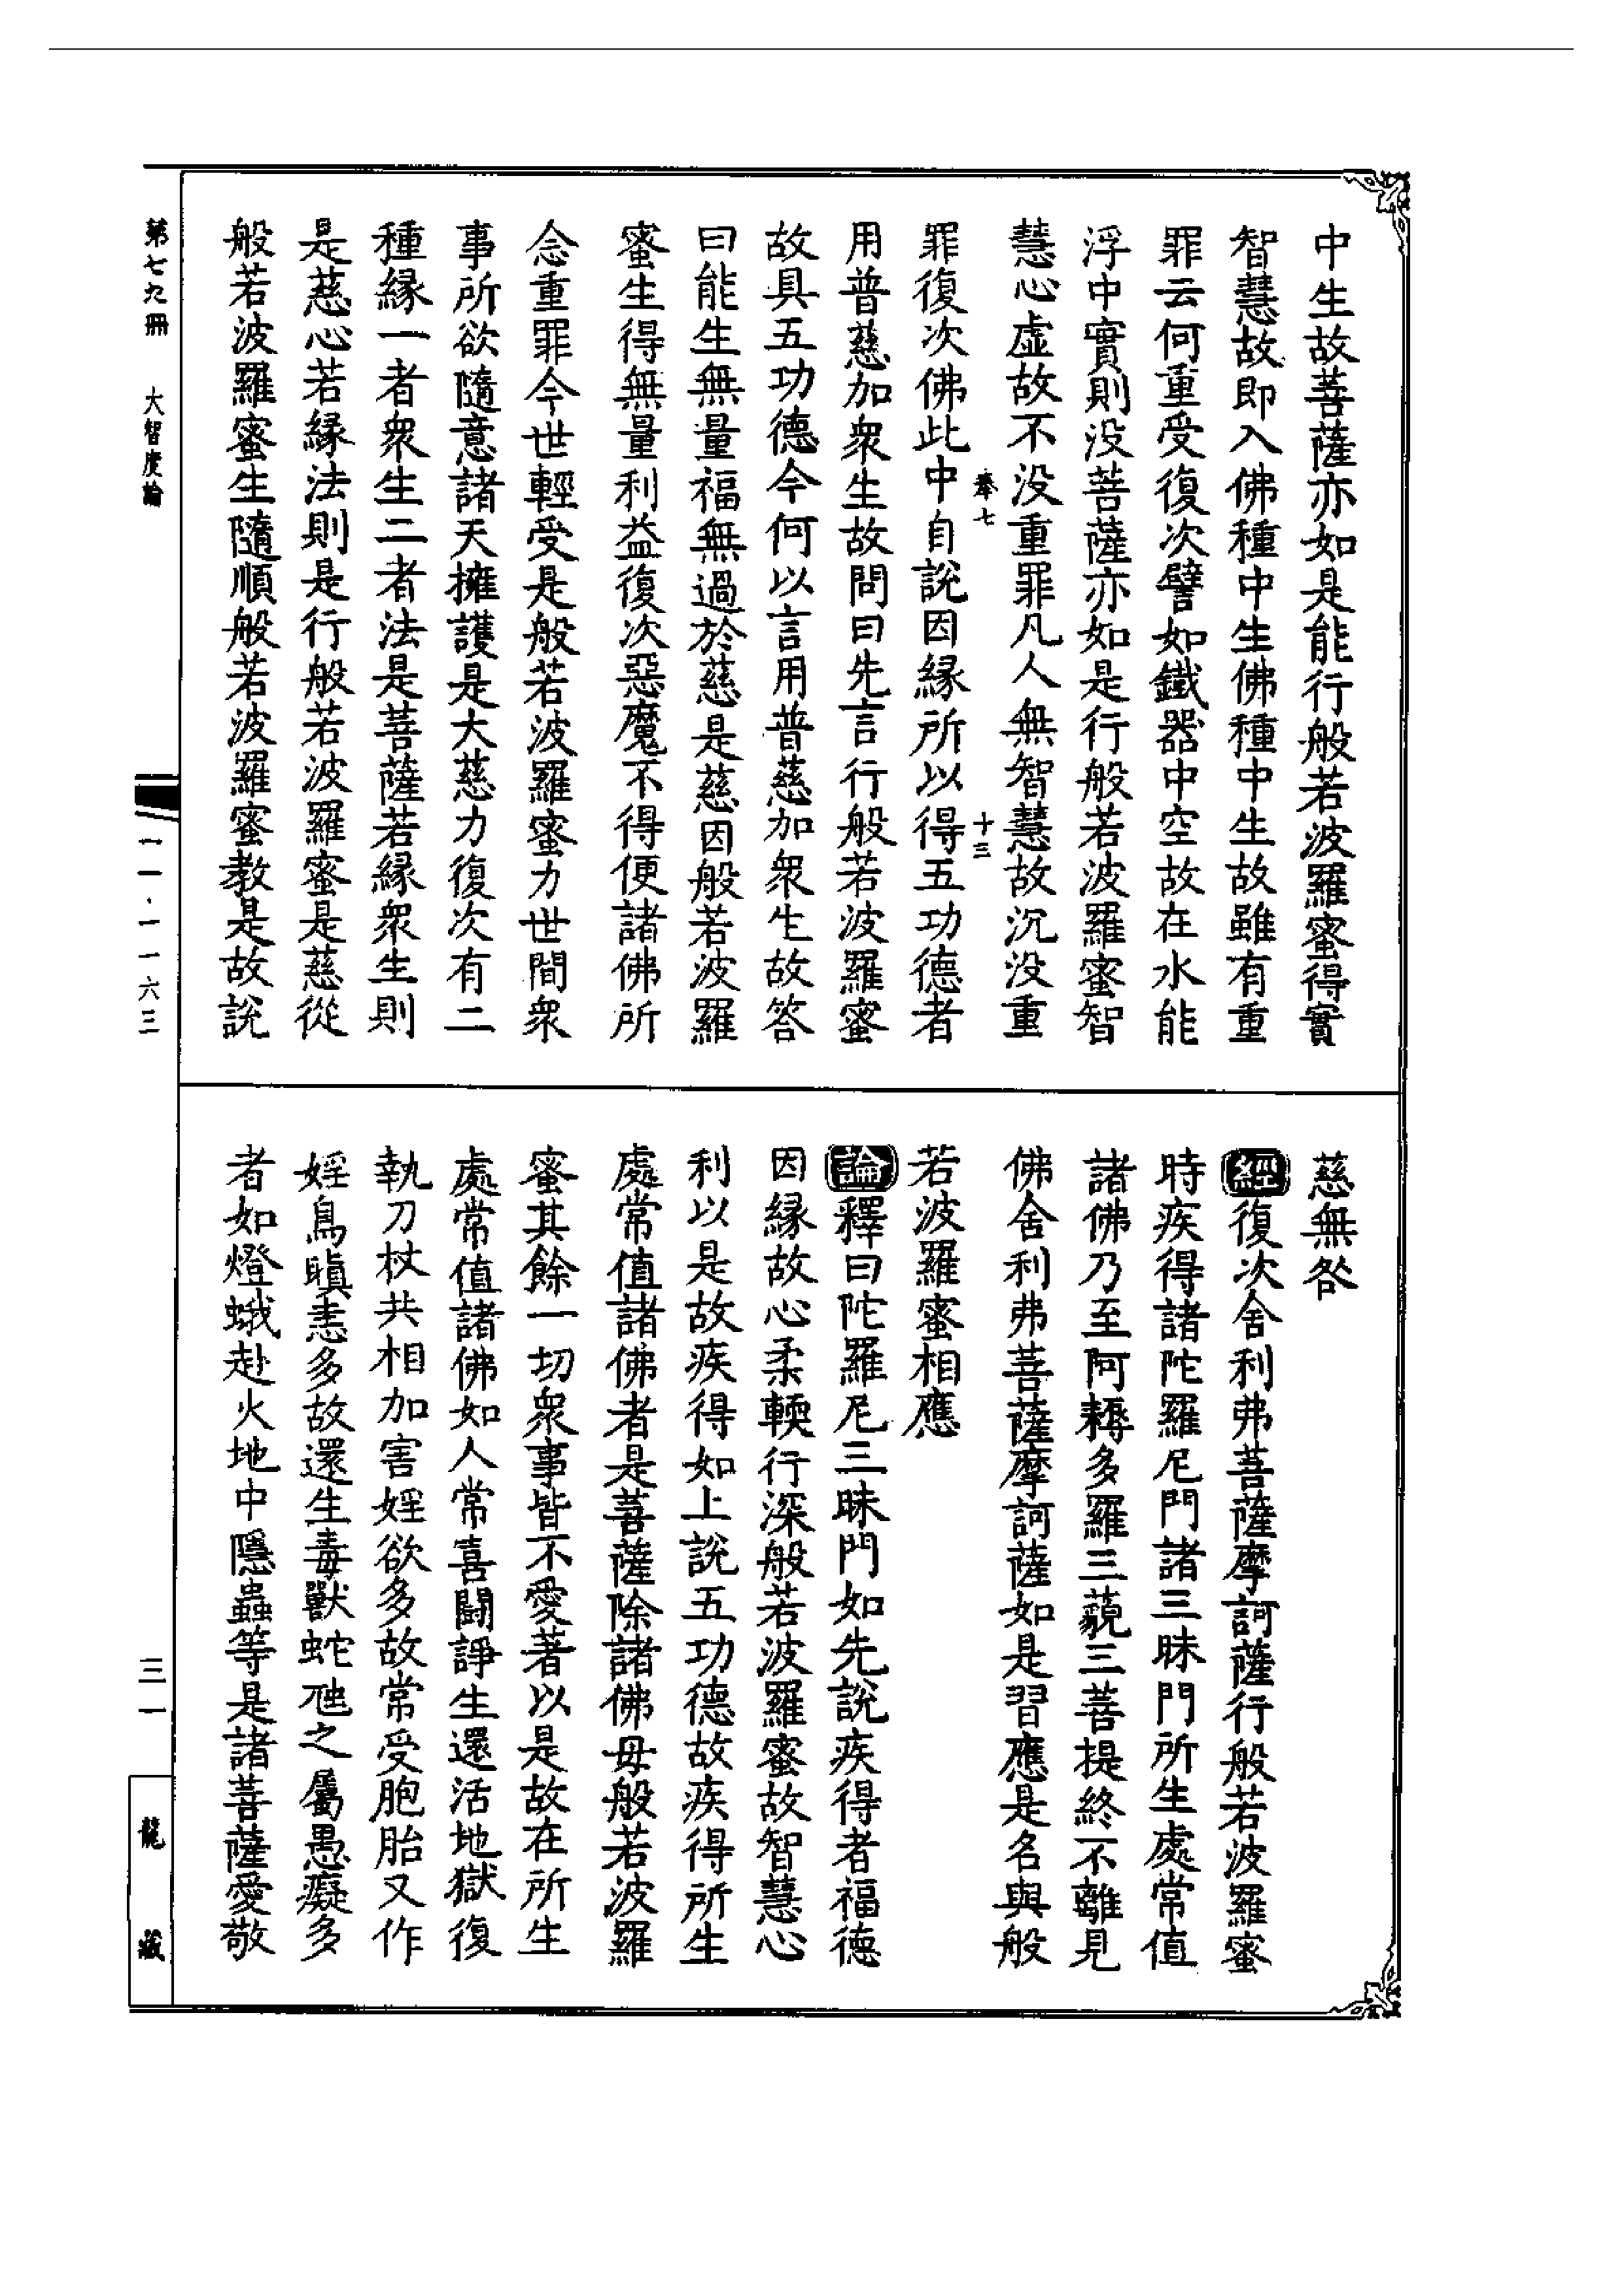 中生故菩薩亦如是能行般若波羅蜜得實
智慧故即入佛種中生佛種中生故雖有重
罪云何重受復次譬如鐵器中空故在水能
浮中實則没菩薩亦如是行般若波羅蜜智
慧心虛故不没重罪凡人無智慧故沉没重
十三
罪復次佛此中自說因緣所以得五功德者
用普慈加衆生故問曰先言行般若波羅蜜
故具五功德今何以言用普慈加衆生故答
曰能生無量福無過於慈是慈因般若波羅
蜜生得無量利益復次惡魔不得便諸佛所
念重罪今世輕受是般若波羅蜜力世間衆
事所欲隨意諸天擁護是大慈力復次有二
種緣一者衆生二者法是菩薩若緣衆生則
是慈心若緣法則是行般若波羅蜜是慈從
般若波羅蜜生隨順般若波羅蜜教是故說
慈無咎
經復次舍利弗菩薩摩訶薩行般若波羅蜜
時疾得諸陀羅尼門諸三昧門所生處常值
諸佛乃至阿耨多羅三藐三菩提終不離見
佛舍利弗菩薩摩訶薩如是習應是名與般
若波羅蜜相應
論釋曰陀羅尼三昧門如先說疾得者福德
因緣故心柔輭行深般若波羅蜜故智慧心
利以是故疾得如上說五功德故疾得所生
處常值諸佛者是菩薩除諸佛母般若波羅
蜜其餘一切衆事皆不愛著以是故在所生
處常值諸佛如人常喜鬪諍生還活地獄復
執刀杖共相加害婬欲多故常受胞胎又作
婬鳥瞋恚多故還生毒獸蛇虺之屬愚癡多
者如燈蛾赴火地中隱蟲等是諸菩薩愛敬
第七九冊 大智度論
一一·一一六三
三一
龍藏